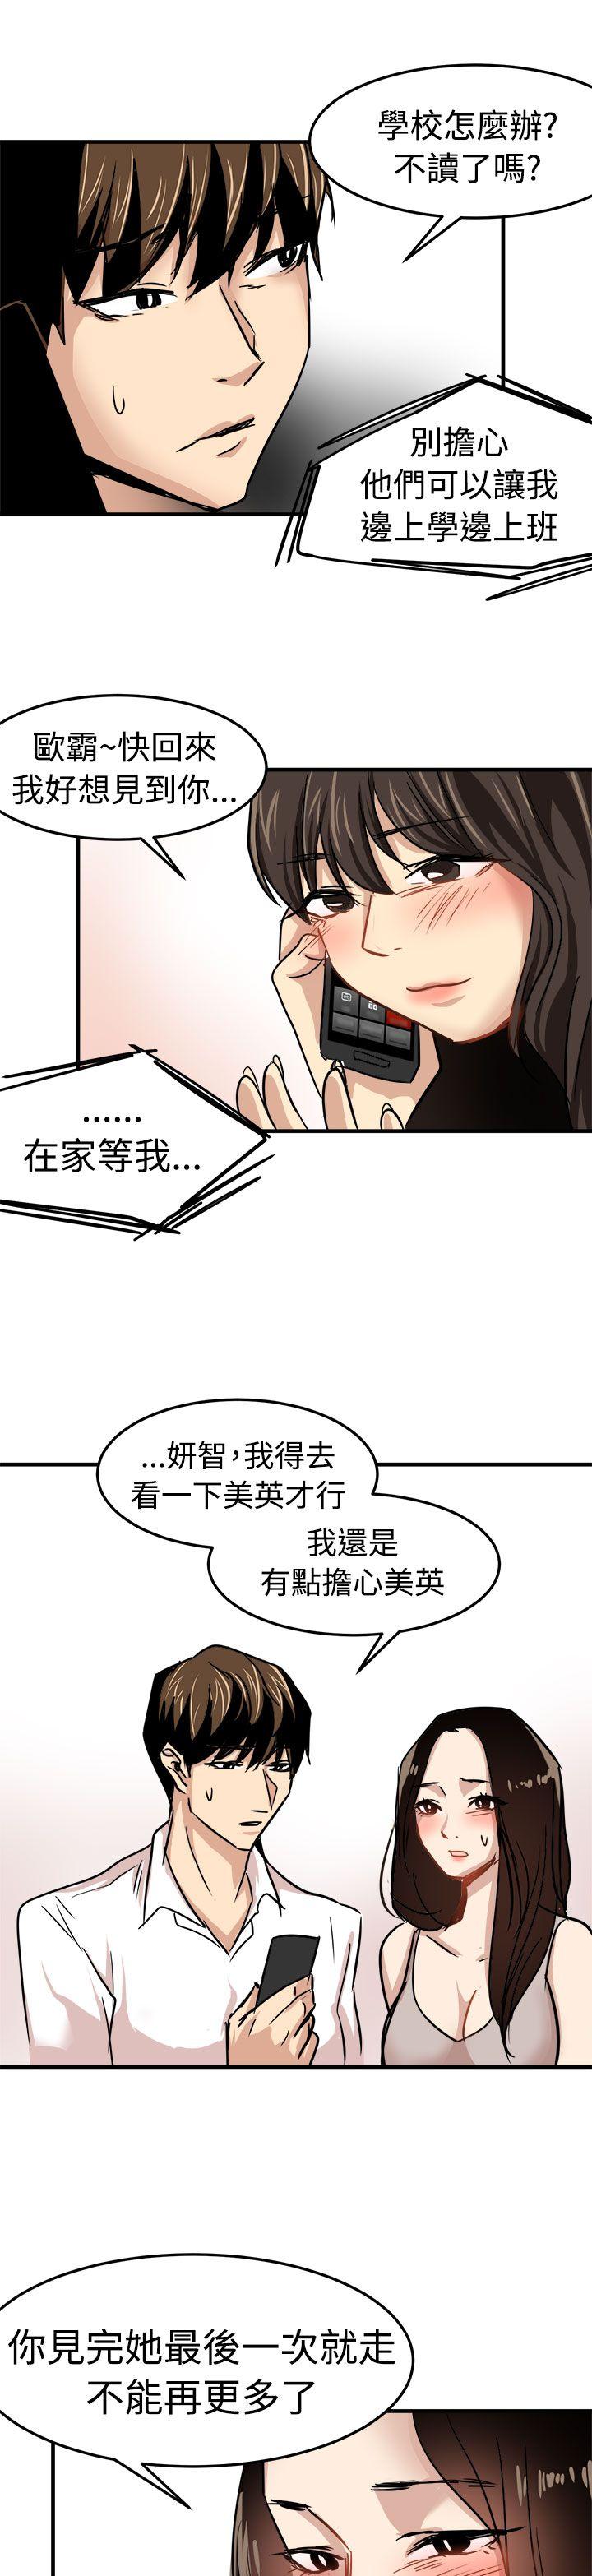 學校怎麼辦?
不讀了嗎?
別擔心
他們可以讓我
邊上學邊上班
歐霸~快回來
我好想見到你...
......
在家等我...
...妍智,我得去
看一下美英才行
我還是
有點擔心美英
你見完她最後一次就走
不能再更多了